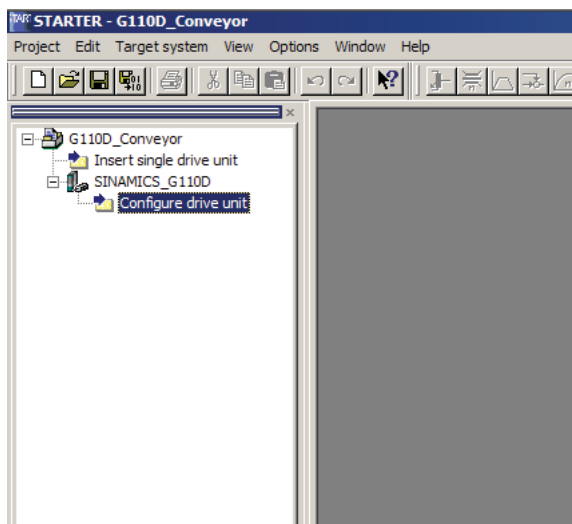 STARTER - G110D_Conveyor
Project Edit Target system View Options Window Help
G110D_Conveyor
Insert single drive unit
SINAMICS_G110D
Configure drive unit